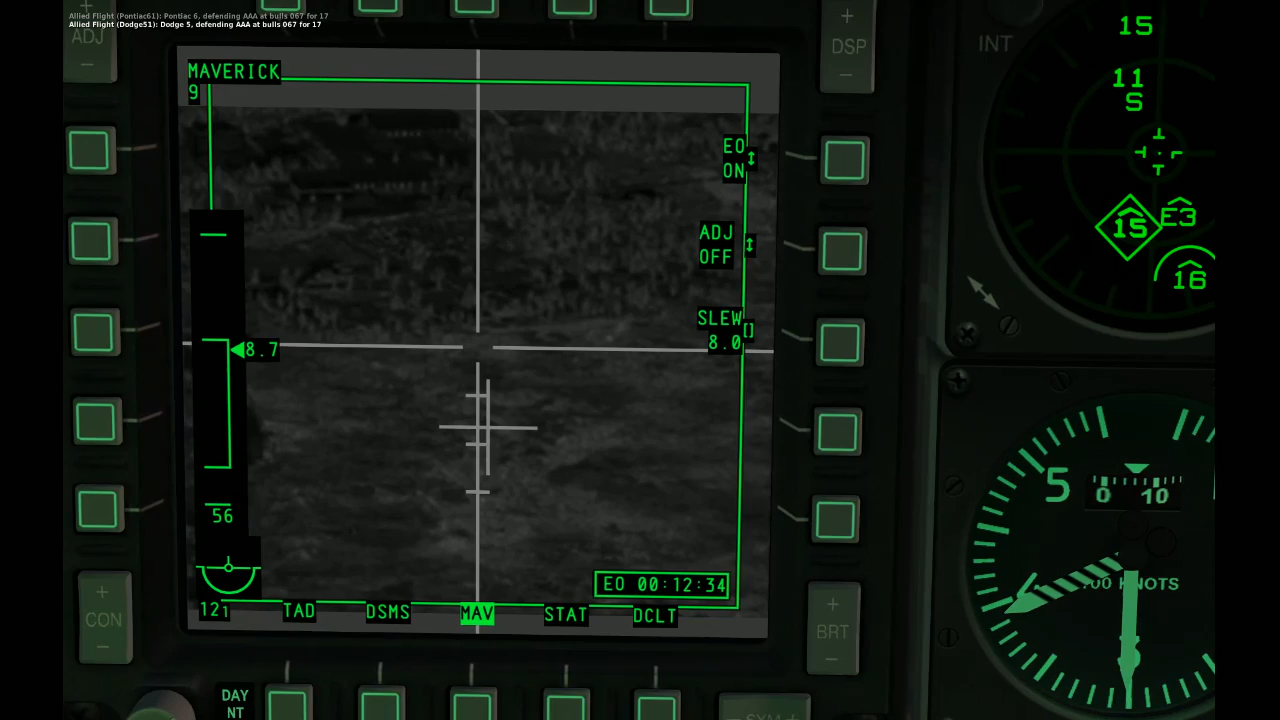 Allied Flight (Pontiac61): Pontiac 6, defending AAA at bulls 067 for 17
Allied Flight (Dodge51): Dodge 5, defending AAA at bulls 067 for 17
ADJ
DSP
INT
15
11
S
MAVERICK
9
EO
ON
ADJ
OFF
15
E3
16
SLEW
8.0
8.7
56
5
0 10
KNOTS
EO 00:12:34
121
TAD
DSMS
MAV
STAT
DCLT
CON
BRT
DAY
NT
SYM